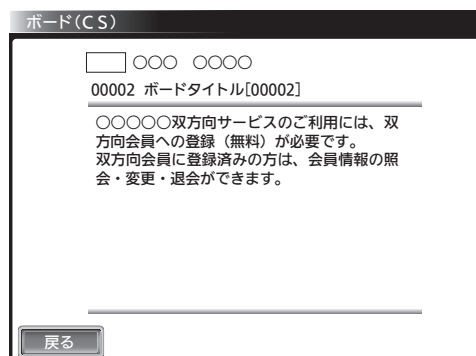 ボード(CS)
○○○ ○○○○
00002 ボードタイトル[00002]
○○○○○双方向サービスのご利用には、双
方向会員への登録（無料）が必要です。
双方向会員に登録済みの方は、会員情報の照
会・変更・退会ができます。
戻る